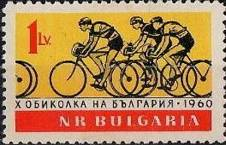 1 Lv.
X ОБИКОЛКА НА БЪЛГАРИЯ · 1960
NR BULGARIA